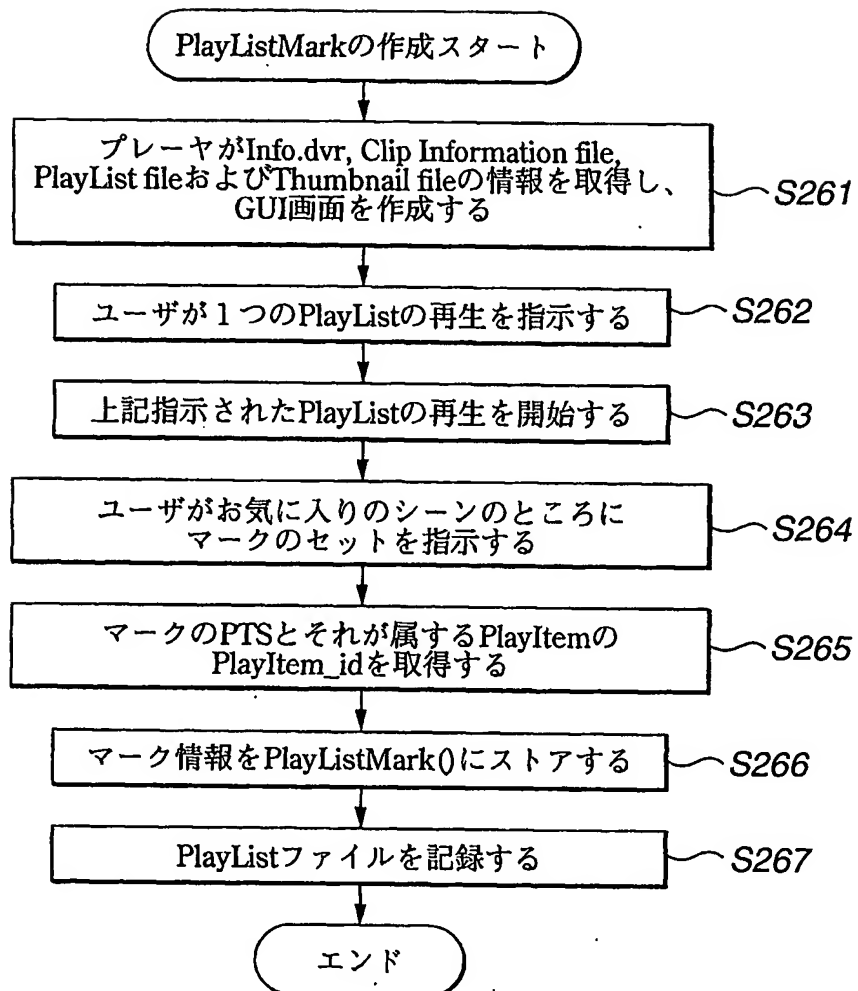 PlayListMarkの作成スタート
プレーヤがInfo.dvr, Clip Information file,
PlayList fileおよびThumbnail fileの情報を取得し、
GUI画面を作成する
S261
ユーザが1つのPlayListの再生を指示する
S262
上記指示されたPlayListの再生を開始する
S263
ユーザがお気に入りのシーンのところに
マークのセットを指示する
S264
マークのPTSとそれが属するPlayItemの
PlayItem_idを取得する
S265
マーク情報をPlayListMark()にストアする
S266
PlayListファイルを記録する
S267
エンド